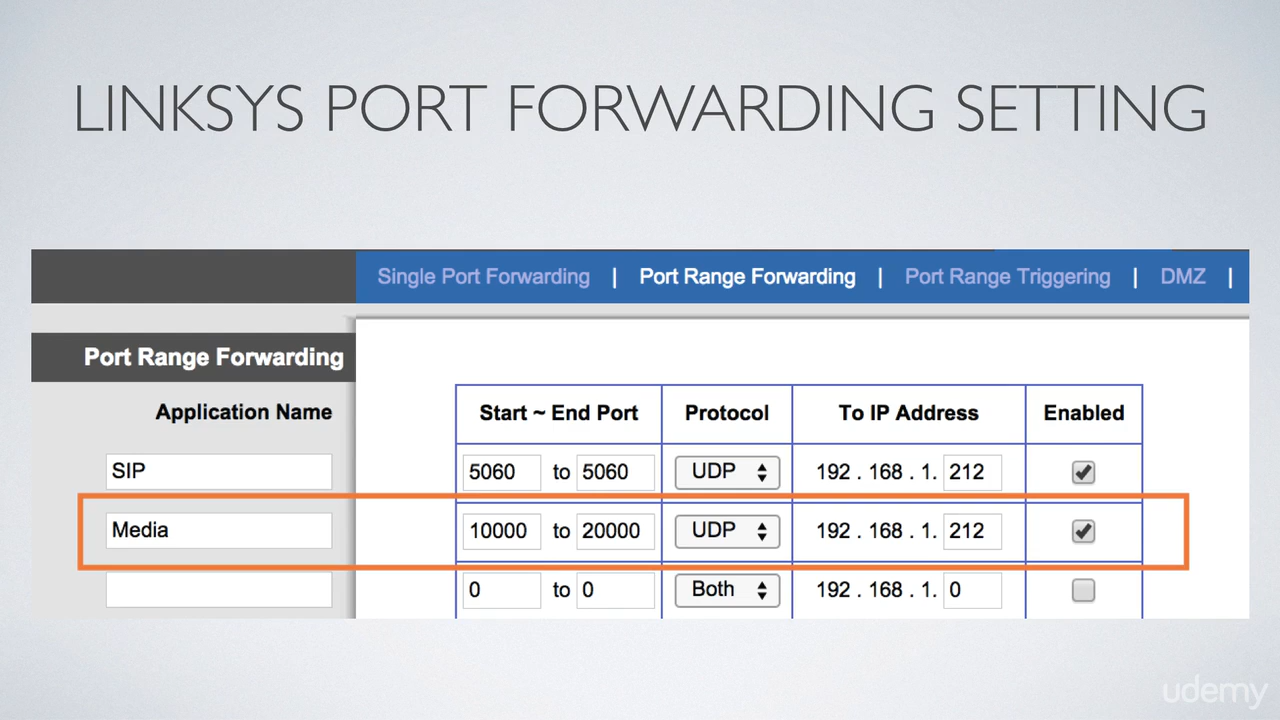 LINKSYS PORT FORWARDING SETTING
Single Port Forwarding | Port Range Forwarding | Port Range Triggering | DMZ |
Port Range Forwarding
Application Name Start ~ End Port Protocol To IP Address Enabled
SIP 5060 to 5060 UDP 192 . 168 . 1. 212
Media 10000 to 20000 UDP 192 . 168 . 1. 212
0 to 0 Both 192 . 168 . 1. 0
udemy